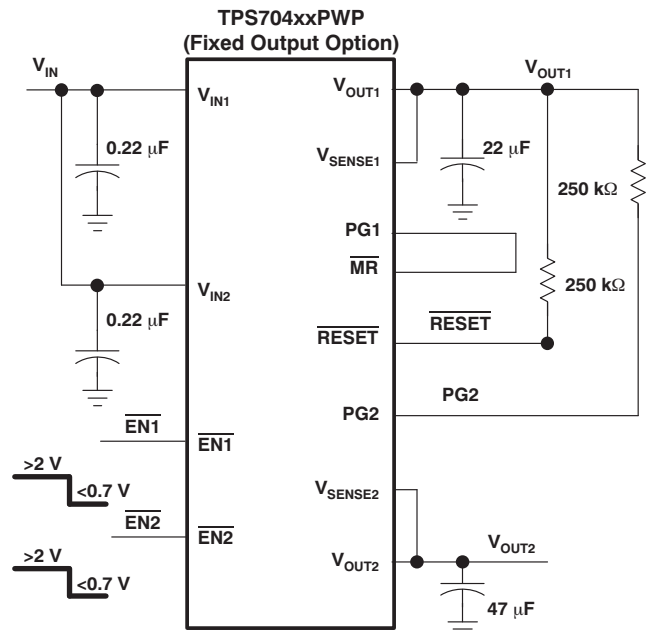 TPS704xxPWP
(Fixed Output Option)
VIN
VIN1
0.22 μF
VIN2
0.22 μF
EN1
EN1
>2 V
<0.7 V
EN2
EN2
>2 V
<0.7 V
VOUT1
VOUT1
VSENSE1
22 μF
250 kΩ
PG1
MR
250 kΩ
RESET
RESET
PG2
PG2
VSENSE2
VOUT2
VOUT2
47 μF